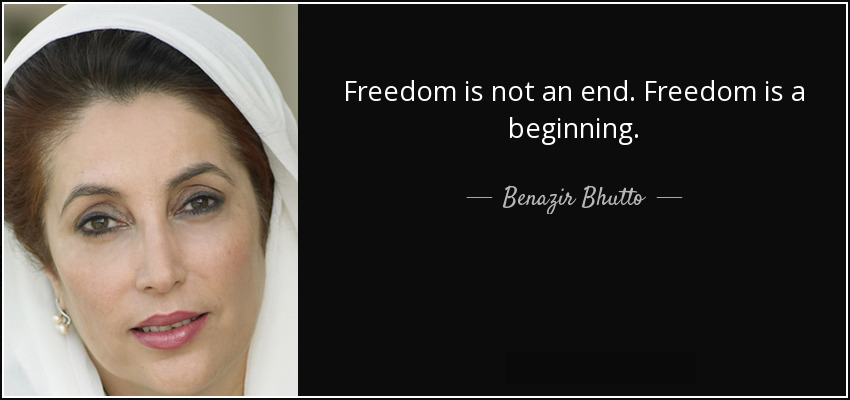 Freedom is not an end. Freedom is a
beginning.
— Benazir Bhutto —